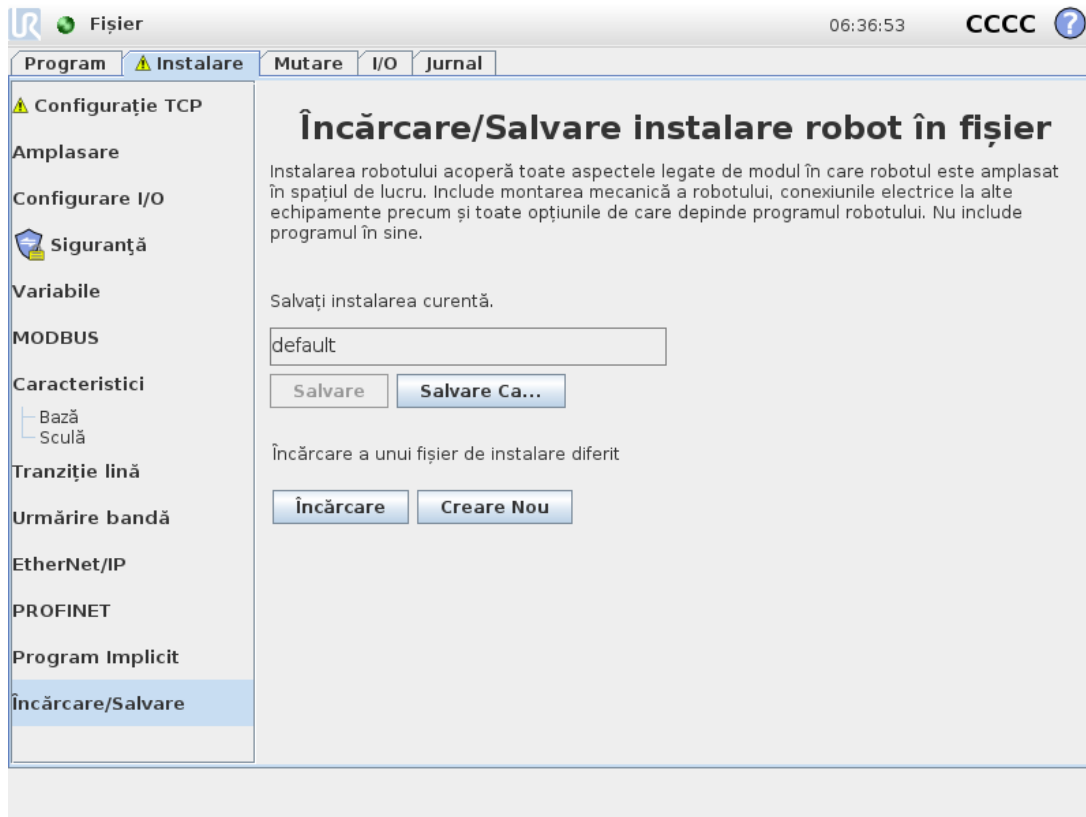 Fișier
06:36:53
CCCC
?
Program
Instalare
Mutare
I/O
Jurnal
Configurație TCP
Amplasare
Configurare I/O
Siguranță
Variabile
MODBUS
Caracteristici
Bază
Sculă
Tranziție lină
Urmărire bandă
EtherNet/IP
PROFINET
Program Implicit
Încărcare/Salvare
Încărcare/Salvare instalare robot în fișier
Instalarea robotului acoperă toate aspectele legate de modul în care robotul este amplasat
în spațiul de lucru. Include montarea mecanică a robotului, conexiunile electrice la alte
echipamente precum și toate opțiunile de care depinde programul robotului. Nu include
programul în sine.
Salvați instalarea curentă.
default
Salvare
Salvare Ca...
Încărcare a unui fișier de instalare diferit
Încărcare
Creare Nou